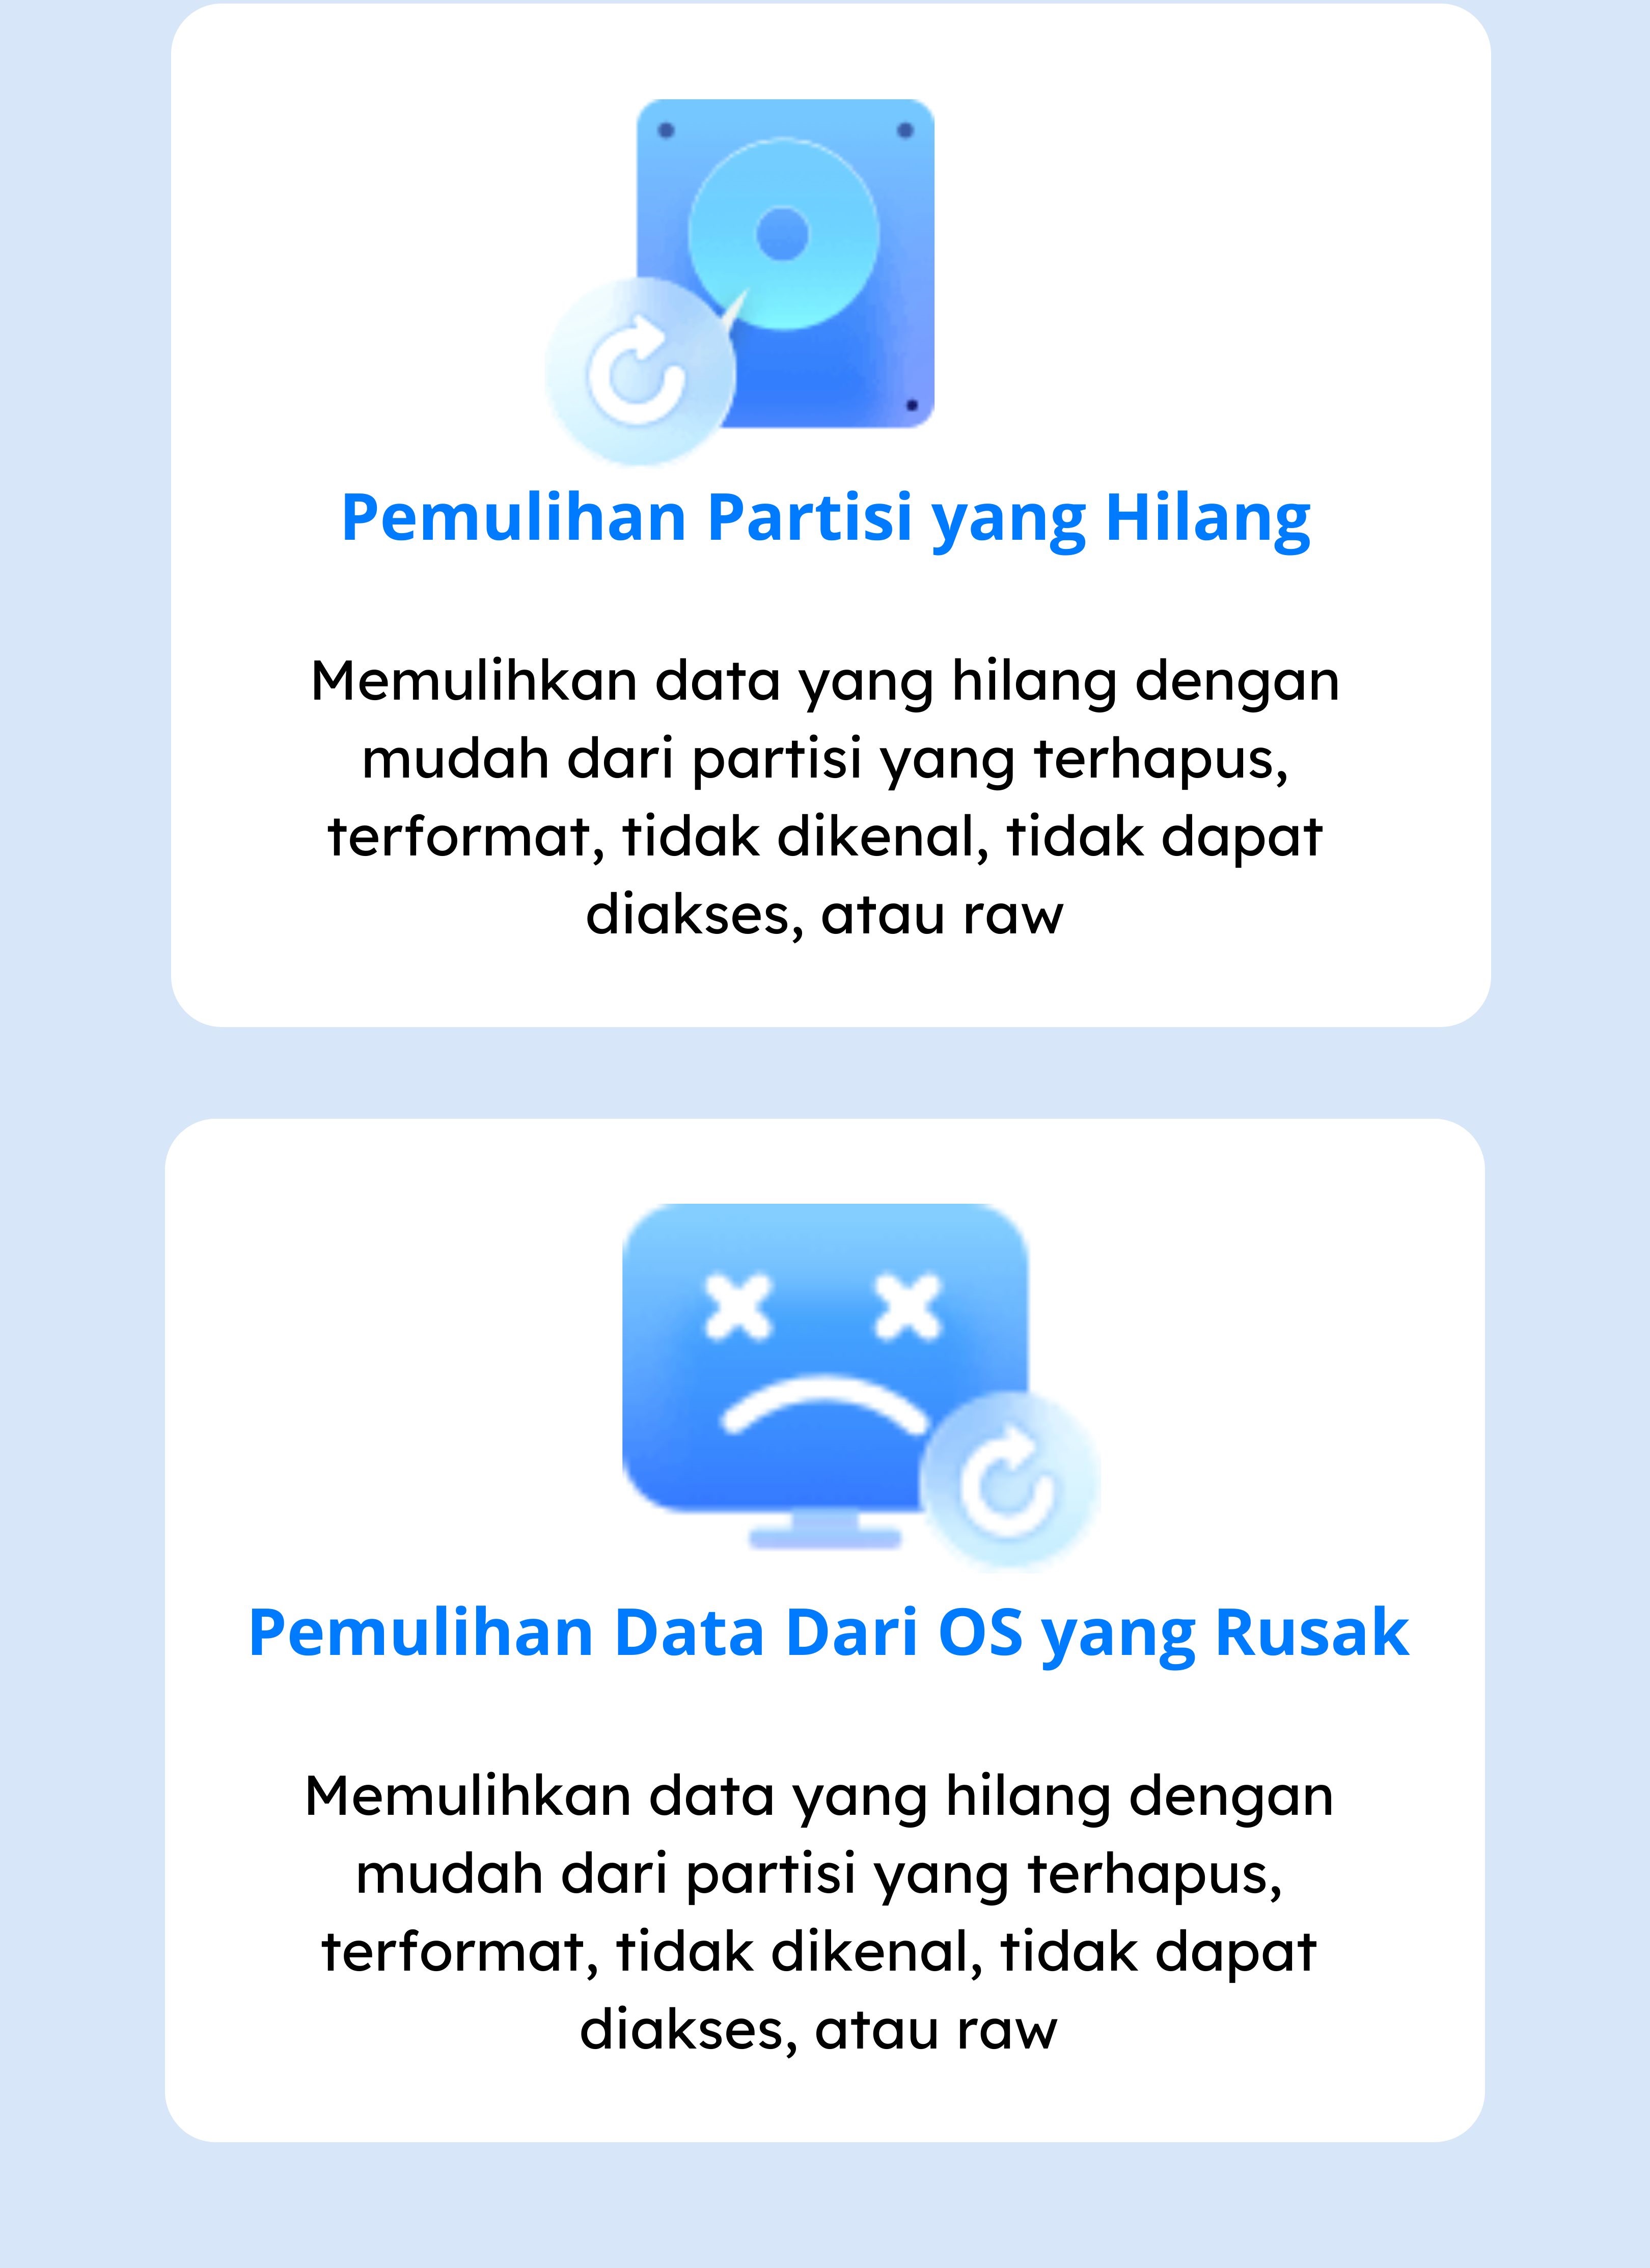 Pemulihan Partisi yang Hilang
Memulihkan data yang hilang dengan
mudah dari partisi yang terhapus,
terformat, tidak dikenal, tidak dapat
diakses, atau raw
Pemulihan Data Dari OS yang Rusak
Memulihkan data yang hilang dengan
mudah dari partisi yang terhapus,
terformat, tidak dikenal, tidak dapat
diakses, atau raw